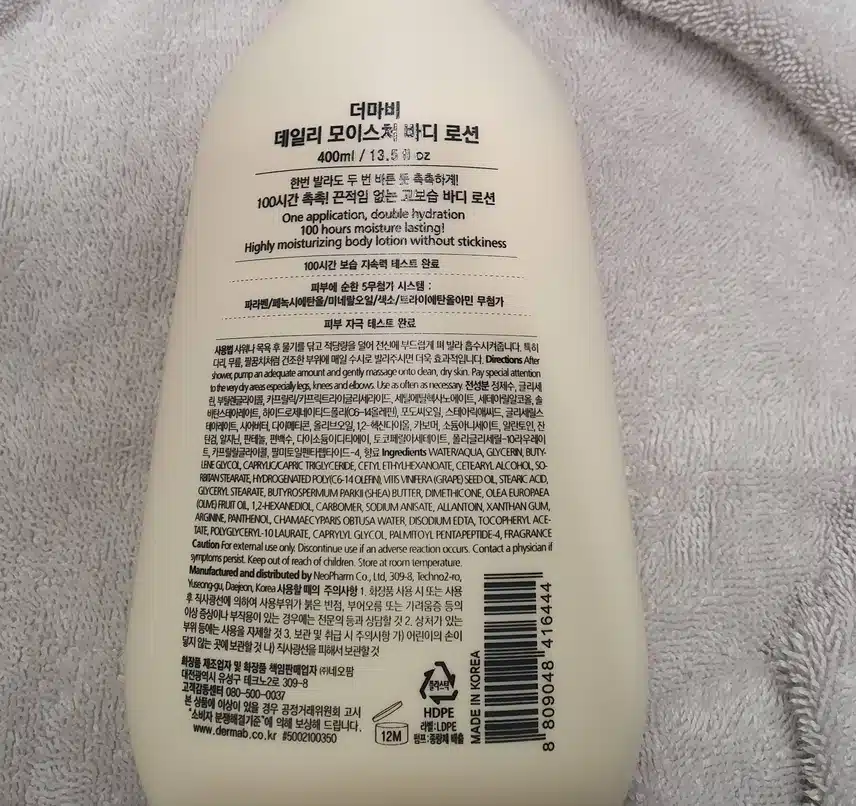 더마비
데일리 모이스처 바디 로션
400ml / 13.5 fl oz
한번 발라도 두 번 바른 듯 촉촉하게!
100시간 촉촉! 끈적임 없는 고보습 바디 로션
One application, double hydration
100 hours moisture lasting!
Highly moisturizing body lotion without stickiness
100시간 보습 지속력 테스트 완료
피부에 순한 5무첨가 시스템 :
파라벤/페녹시에탄올/미네랄오일/색소/트라이에탄올아민 무첨가
피부 자극 테스트 완료
사용법 샤워나 목욕 후 물기를 닦고 적당량을 덜어 전신에 부드럽게 펴 발라 흡수시켜줍니다. 특히
다리, 무릎, 팔꿈치처럼 건조한 부위에 매일 수시로 발라주시면 더욱 효과적입니다. Directions After
shower, pump an adequate amount and gently massage onto clean, dry skin. Pay special attention
to the very dry areas especially legs, knees and elbows. Use as often as necessary. 전성분 정제수, 글리세
린, 부틸렌글라이콜, 카프릴릭/카프릭트라이글리세라이드, 세틸에틸헥사노에이트, 세테아릴알코올, 솔
비탄스테아레이트, 하이드로제네이티드폴리(C6-14올레핀), 포도씨오일, 스테아릭애씨드, 글리세릴스
테아레이트, 시어버터, 다이메티콘, 올리브오일, 1,2-헥산다이올, 카보머, 소듐아니세이트, 알란토인, 잔
탄검, 알지닌, 판테놀, 편백수, 다이소듐이디티에이, 토코페릴아세테이트, 폴리글리세릴-10라우레이
트, 카프릴릴글라이콜, 팔미토일펜타펩타이드-4, 향료 Ingredients WATER/AQUA, GLYCERIN, BUTY-
LENE GLYCOL, CAPRYLIC/CAPRIC TRIGLYCERIDE, CETYL ETHYLHEXANOATE, CETEARYL ALCOHOL, SO-
RBITAN STEARATE, HYDROGENATED POLY(C6-14 OLEFIN), VITIS VINIFERA (GRAPE) SEED OIL, STEARIC ACID,
GLYCERYL STEARATE, BUTYROSPERMUM PARKII (SHEA) BUTTER, DIMETHICONE, OLEA EUROPAEA
(OLIVE) FRUIT OIL, 1,2-HEXANEDIOL, CARBOMER, SODIUM ANISATE, ALLANTOIN, XANTHAN GUM,
ARGININE, PANTHENOL, CHAMAECYPARIS OBTUSA WATER, DISODIUM EDTA, TOCOPHERYL ACE-
TATE, POLYGLYCERYL-10 LAURATE, CAPRYLYL GLYCOL, PALMITOYL PENTAPEPTIDE-4, FRAGRANCE
Caution For external use only. Discontinue use if an adverse reaction occurs. Contact a physician if
symptoms persist. Keep out of reach of children. Store at room temperature.
Manufactured and distributed by NeoPharm Co., Ltd, 309-8, Techno2-ro,
Yuseong-gu, Daejeon, Korea 사용할 때의 주의사항 1. 화장품 사용 시 또는 사용
후 직사광선에 의하여 사용부위가 붉은 반점, 부어오름 또는 가려움증 등의
이상 증상이나 부작용이 있는 경우에는 전문의 등과 상담할 것 2. 상처가 있는
부위 등에는 사용을 자제할 것 3. 보관 및 취급 시 주의사항 가) 어린이의 손이
닿지 않는 곳에 보관할 것 나) 직사광선을 피해서 보관할 것
화장품 제조업자 및 화장품 책임판매업자 ㈜네오팜
대전광역시 유성구 테크노2로 309-8
고객감동센터 080-500-0037
본 상품에 이상이 있을 경우 공정거래위원회 고시
"소비자 분쟁해결기준"에 의해 보상해 드립니다.
www.dermab.co.kr #5002100350
12M
플라스틱
HDPE
라벨:LDPE
펌프:종량제 배출
MADE IN KOREA
8 809048 416444